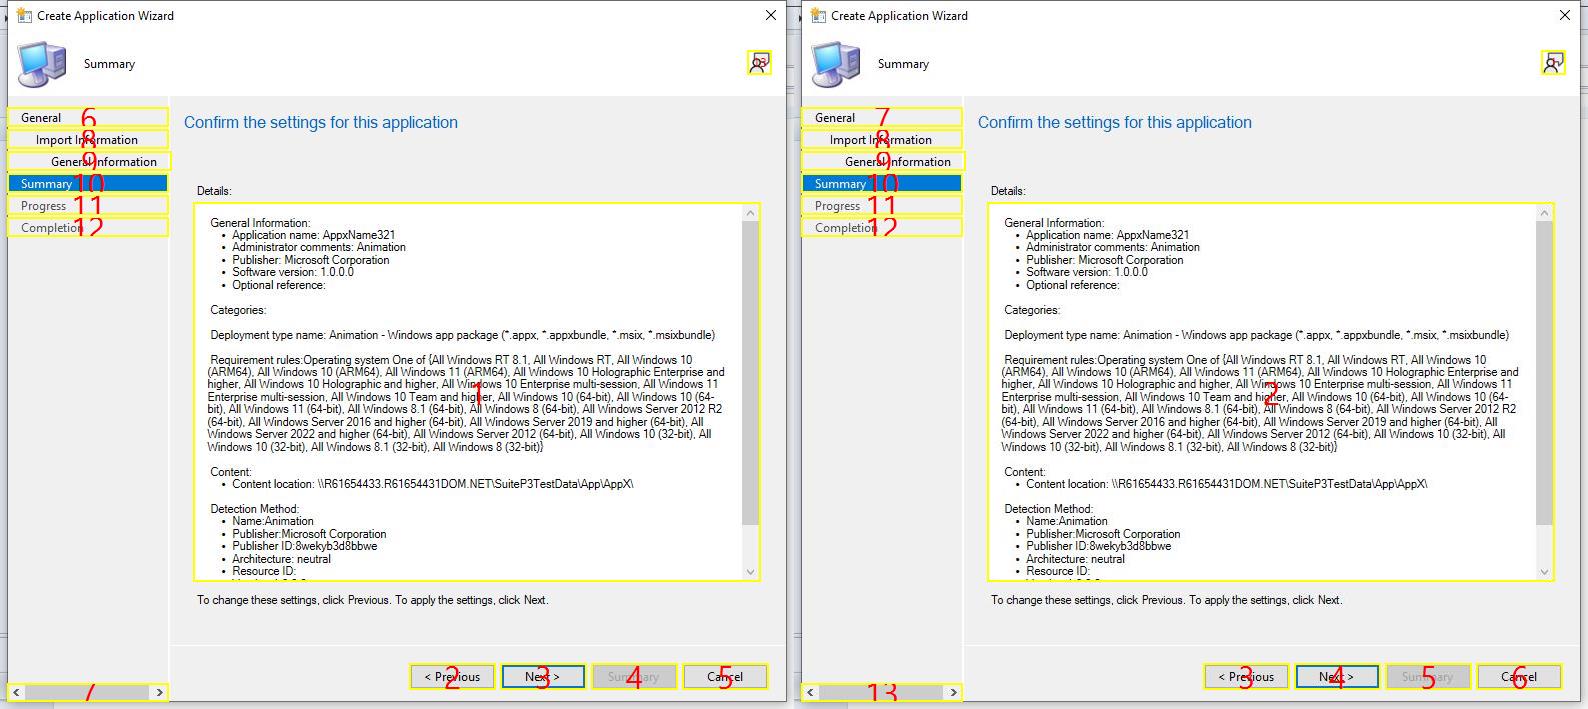 Create Application Wizard
Summary
13
General 6
Import Information 8
General Information 9
Summary 10
Progress 11
Completion 12
7
Confirm the settings for this application
Details:
General Information:
• Application name: AppxName321
• Administrator comments: Animation
• Publisher: Microsoft Corporation
• Software version: 1.0.0.0
• Optional reference:
Categories:
Deployment type name: Animation - Windows app package (*.appx, *.appxbundle, *.msix, *.msixbundle)
Requirement rules:Operating system One of {All Windows RT 8.1, All Windows RT, All Windows 10
(ARM64), All Windows 10 (ARM64), All Windows 11 (ARM64), All Windows 10 Holographic Enterprise and
higher, All Windows 10 Holographic and higher, All Windows 10 Enterprise multi-session, All Windows 11
Enterprise multi-session, All Windows 10 Team and higher, All Windows 10 (64-bit), All Windows 10 (64-
bit), All Windows 11 (64-bit), All Windows 8.1 (64-bit), All Windows 8 (64-bit), All Windows Server 2012 R2
(64-bit), All Windows Server 2016 and higher (64-bit), All Windows Server 2019 and higher (64-bit), All
Windows Server 2022 and higher (64-bit), All Windows Server 2012 (64-bit), All Windows 10 (32-bit), All
Windows 10 (32-bit), All Windows 8.1 (32-bit), All Windows 8 (32-bit)}
1
Content:
• Content location: \\R61654433.R61654431DOM.NET\SuiteP3TestData\App\AppX\
Detection Method:
• Name:Animation
• Publisher:Microsoft Corporation
• Publisher ID:8wekyb3d8bbwe
• Architecture: neutral
• Resource ID:
To change these settings, click Previous. To apply the settings, click Next.
< Previous 2
Next > 3
Summary 4
Cancel 5
Create Application Wizard
Summary
General 7
Import Information 8
General Information 9
Summary 10
Progress 11
Completion 12
13
Confirm the settings for this application
Details:
General Information:
• Application name: AppxName321
• Administrator comments: Animation
• Publisher: Microsoft Corporation
• Software version: 1.0.0.0
• Optional reference:
Categories:
Deployment type name: Animation - Windows app package (*.appx, *.appxbundle, *.msix, *.msixbundle)
Requirement rules:Operating system One of {All Windows RT 8.1, All Windows RT, All Windows 10
(ARM64), All Windows 10 (ARM64), All Windows 11 (ARM64), All Windows 10 Holographic Enterprise and
higher, All Windows 10 Holographic and higher, All Windows 10 Enterprise multi-session, All Windows 11
Enterprise multi-session, All Windows 10 Team and higher, All Windows 10 (64-bit), All Windows 10 (64-
bit), All Windows 11 (64-bit), All Windows 8.1 (64-bit), All Windows 8 (64-bit), All Windows Server 2012 R2
(64-bit), All Windows Server 2016 and higher (64-bit), All Windows Server 2019 and higher (64-bit), All
Windows Server 2022 and higher (64-bit), All Windows Server 2012 (64-bit), All Windows 10 (32-bit), All
Windows 10 (32-bit), All Windows 8.1 (32-bit), All Windows 8 (32-bit)}
2
Content:
• Content location: \\R61654433.R61654431DOM.NET\SuiteP3TestData\App\AppX\
Detection Method:
• Name:Animation
• Publisher:Microsoft Corporation
• Publisher ID:8wekyb3d8bbwe
• Architecture: neutral
• Resource ID:
To change these settings, click Previous. To apply the settings, click Next.
< Previous 3
Next > 4
Summary 5
Cancel 6